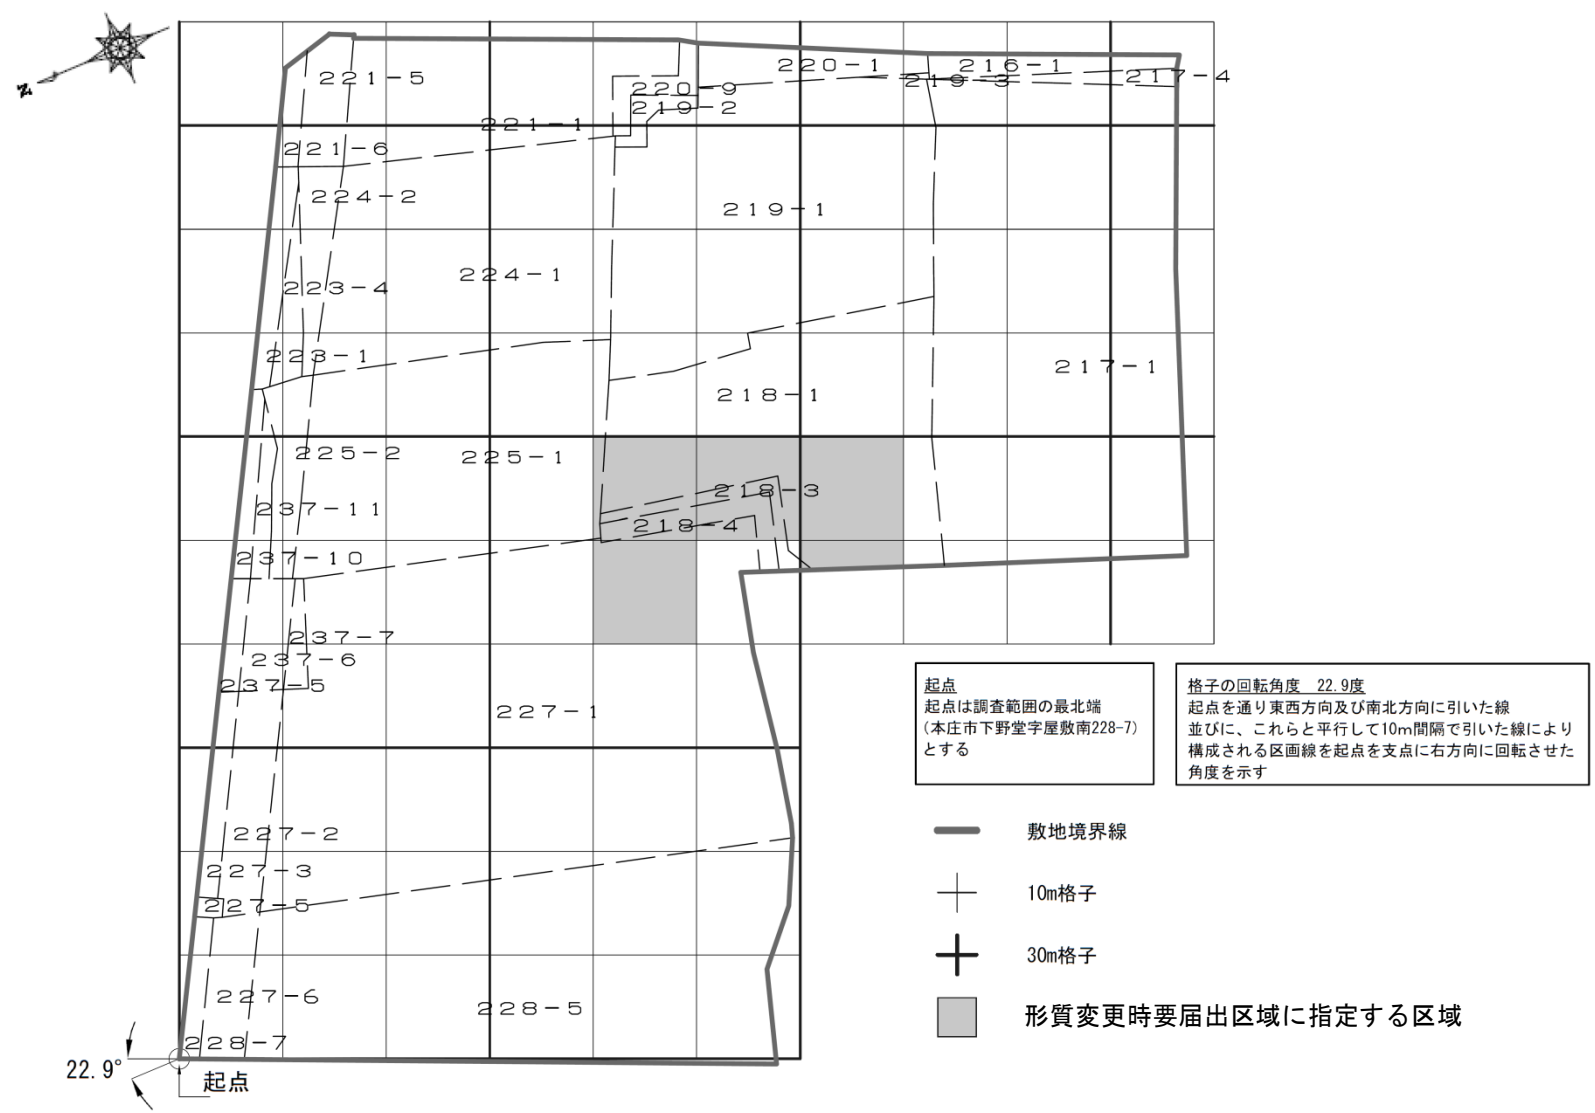 N
220-1
216-1
221-5
217-4
219-3
220-9
219-2
221-1
221-6
224-2
219-1
224-1
223-4
223-1
217-1
218-1
225-2
225-1
218-3
237-11
218-4
237-10
237-7
237-6
237-5
227-1
227-2
227-3
227-5
227-6
228-5
228-7
22.9°
起点
起点
起点は調査範囲の最北端
(本庄市下野堂字屋敷南228-7)
とする
格子の回転角度　22.9度
起点を通り東西方向及び南北方向に引いた線
並びに、これらと平行して10m間隔で引いた線により
構成される区画線を起点を支点に右方向に回転させた
角度を示す
敷地境界線
10m格子
30m格子
形質変更時要届出区域に指定する区域